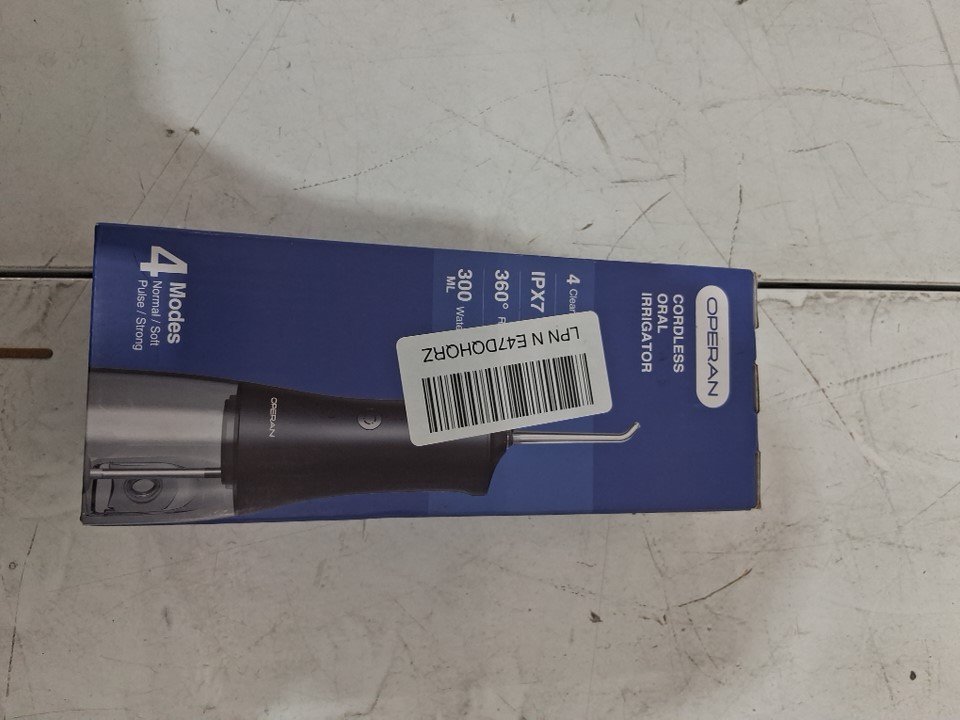 OPERAN
CORDLESS
ORAL
IRRIGATOR
4
IPX7
360°
300
ML
LPN N E47DQHQRZ
OPERAN
4 Modes
Normal / Soft
Pulse / Strong